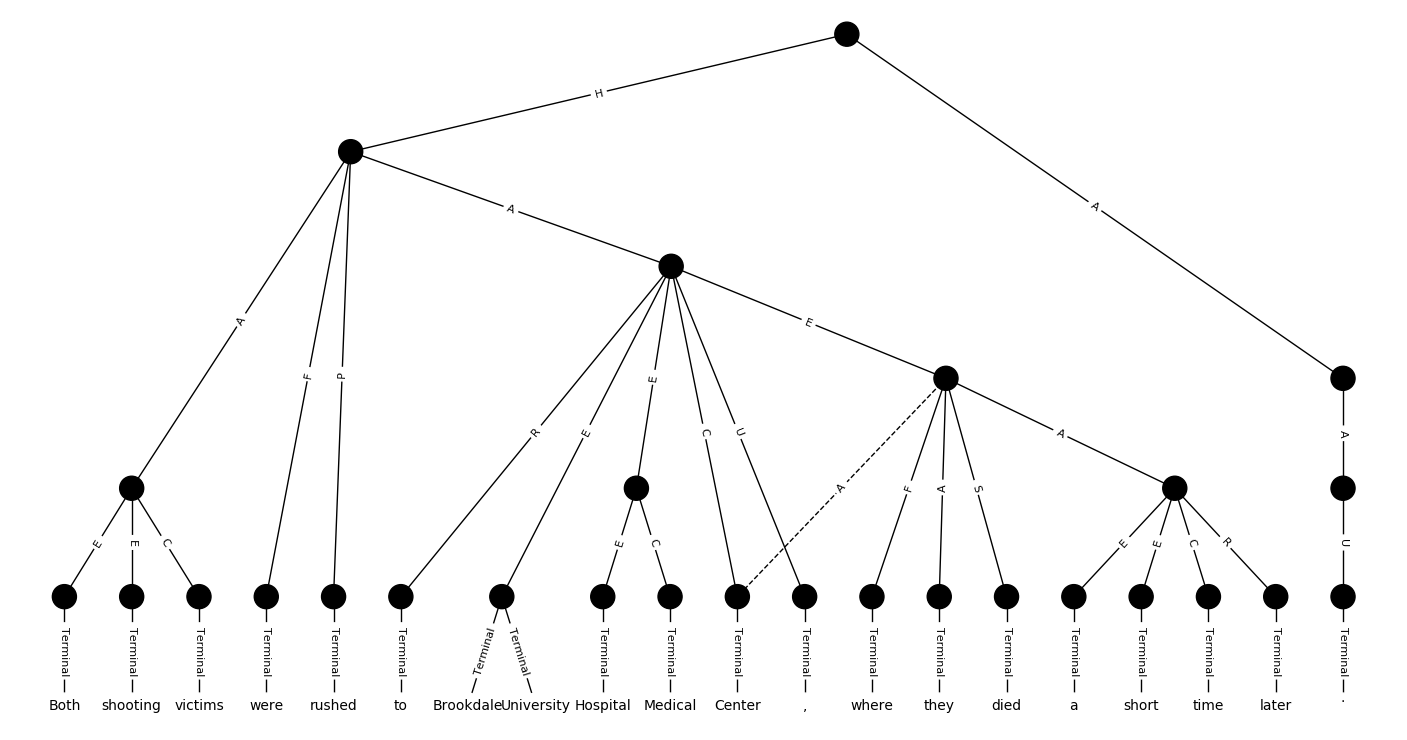 H
A
A
A
E
F
P
E
A
R
E
C
U
A
A
F
A
S
E
E
C
E
C
E
E
C
R
U
Terminal Terminal Terminal Terminal Terminal Terminal Terminal Terminal Terminal Terminal Terminal Terminal Terminal Terminal Terminal Terminal Terminal Terminal Terminal Terminal
Both shooting victims were rushed to Brookdale University Hospital Medical Center , where they died a short time later .